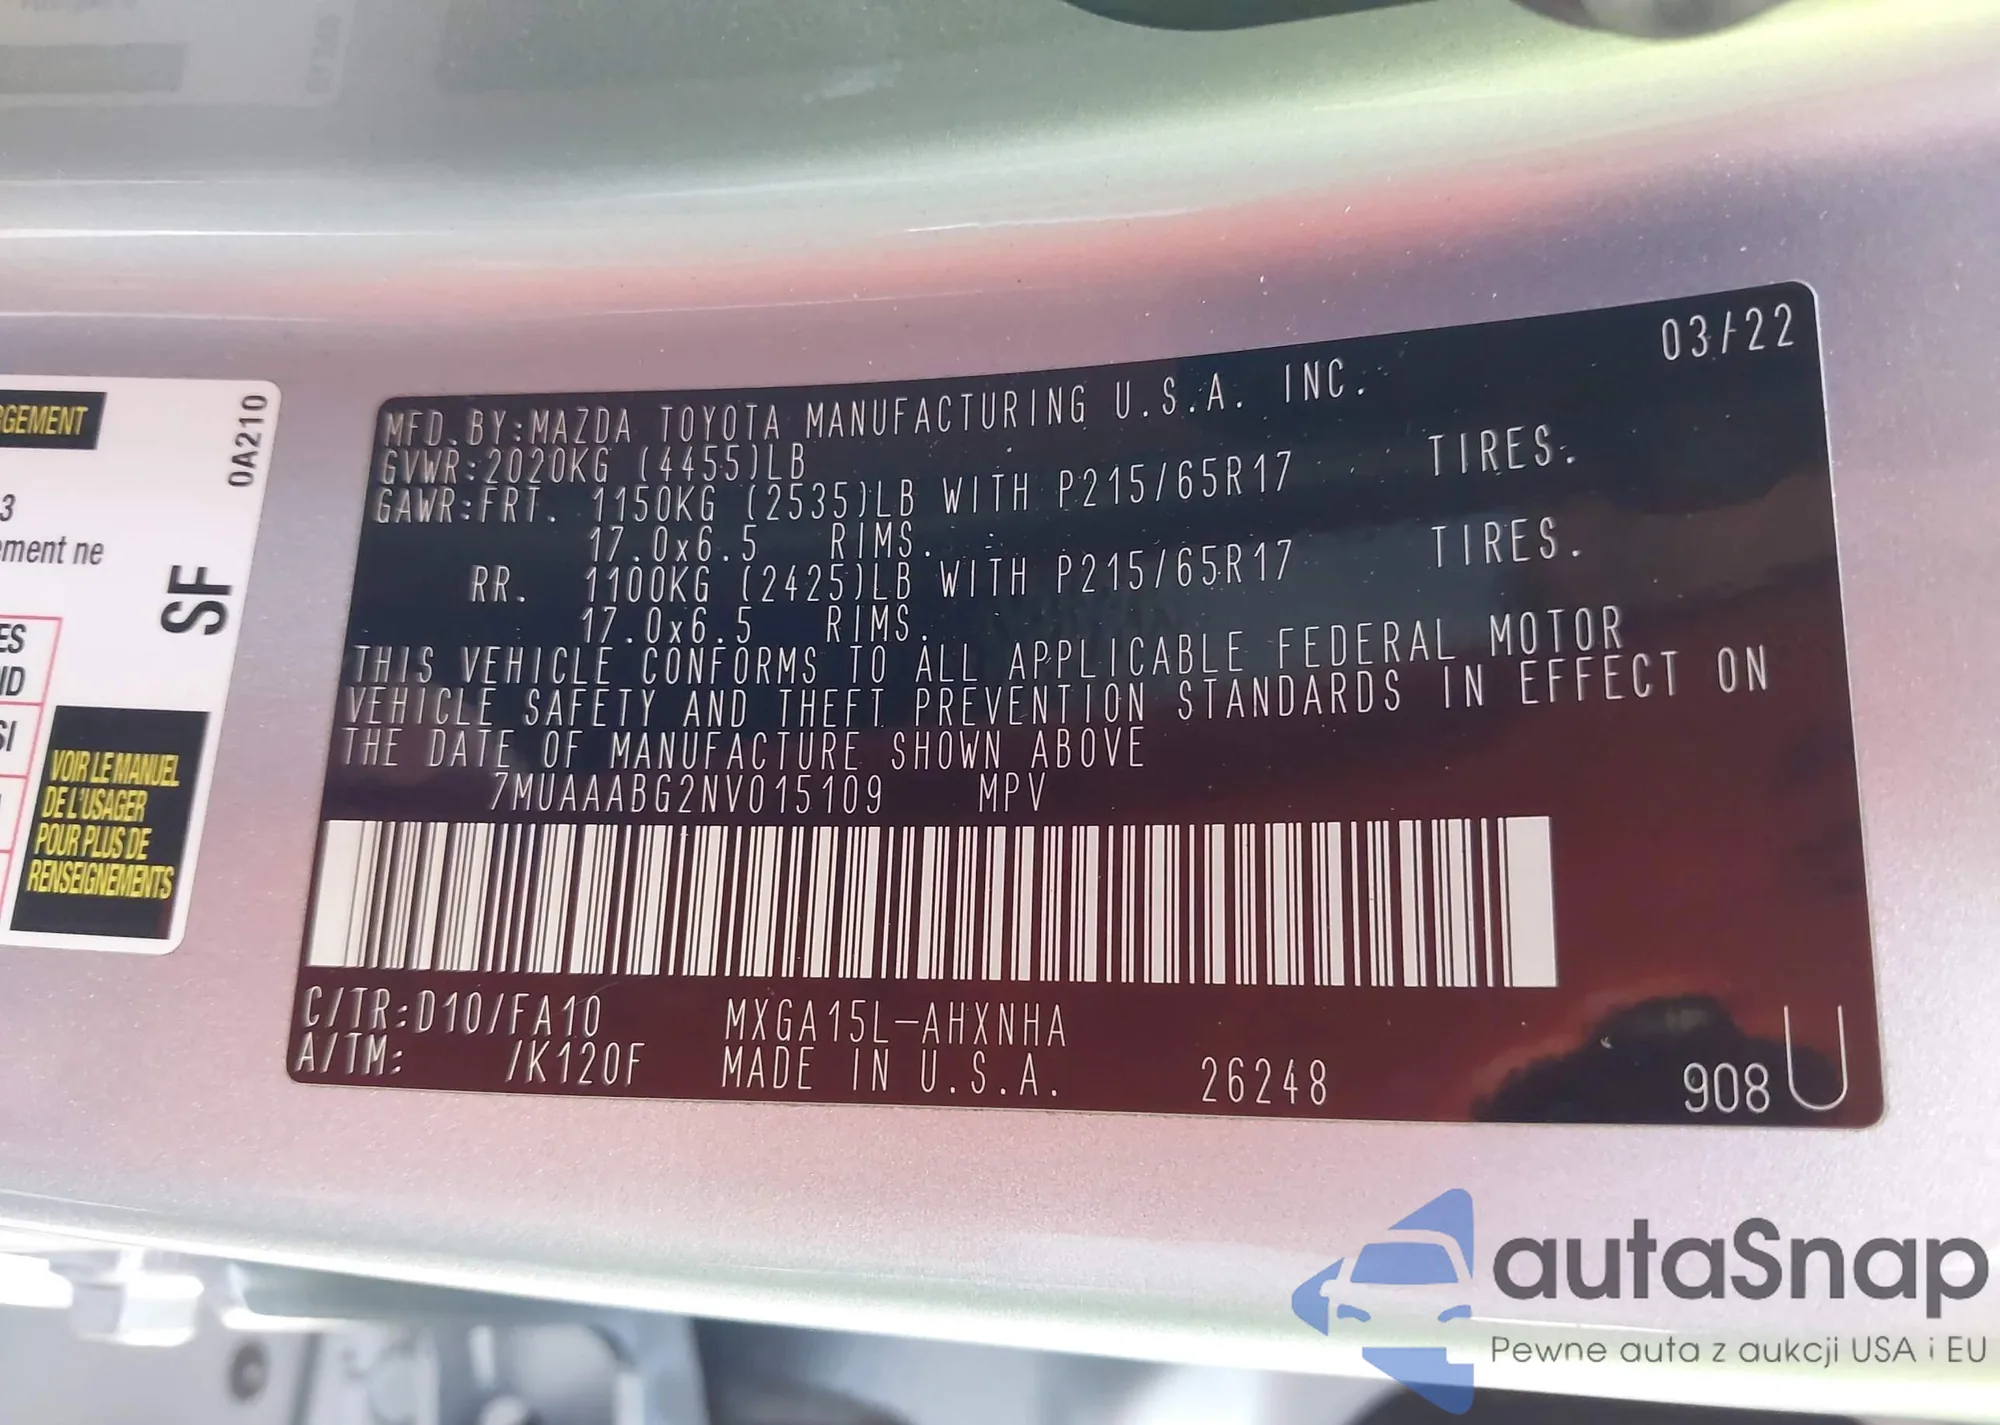 03/22
MFD.BY:MAZDA TOYOTA MANUFACTURING U.S.A. INC.
GVWR:2020KG (4455)LB
GAWR:FRT. 1150KG (2535)LB WITH P215/65R17 TIRES.
17.0x6.5 RIMS.
RR. 1100KG (2425)LB WITH P215/65R17 TIRES.
17.0x6.5 RIMS.
THIS VEHICLE CONFORMS TO ALL APPLICABLE FEDERAL MOTOR
VEHICLE SAFETY AND THEFT PREVENTION STANDARDS IN EFFECT ON
THE DATE OF MANUFACTURE SHOWN ABOVE
7MUAAABG2NV015109 MPV
C/TR:D10/FA10 MXGA15L-AHXNHA
A/TM: /K120F MADE IN U.S.A. 26248 908 U
0A210
3
ne
SF
ES
SI
VOIR LE MANUEL
DE L'USAGER
POUR PLUS DE
RENSEIGNEMENTS
autaSnap
Pewne auta z aukcji USA i EU